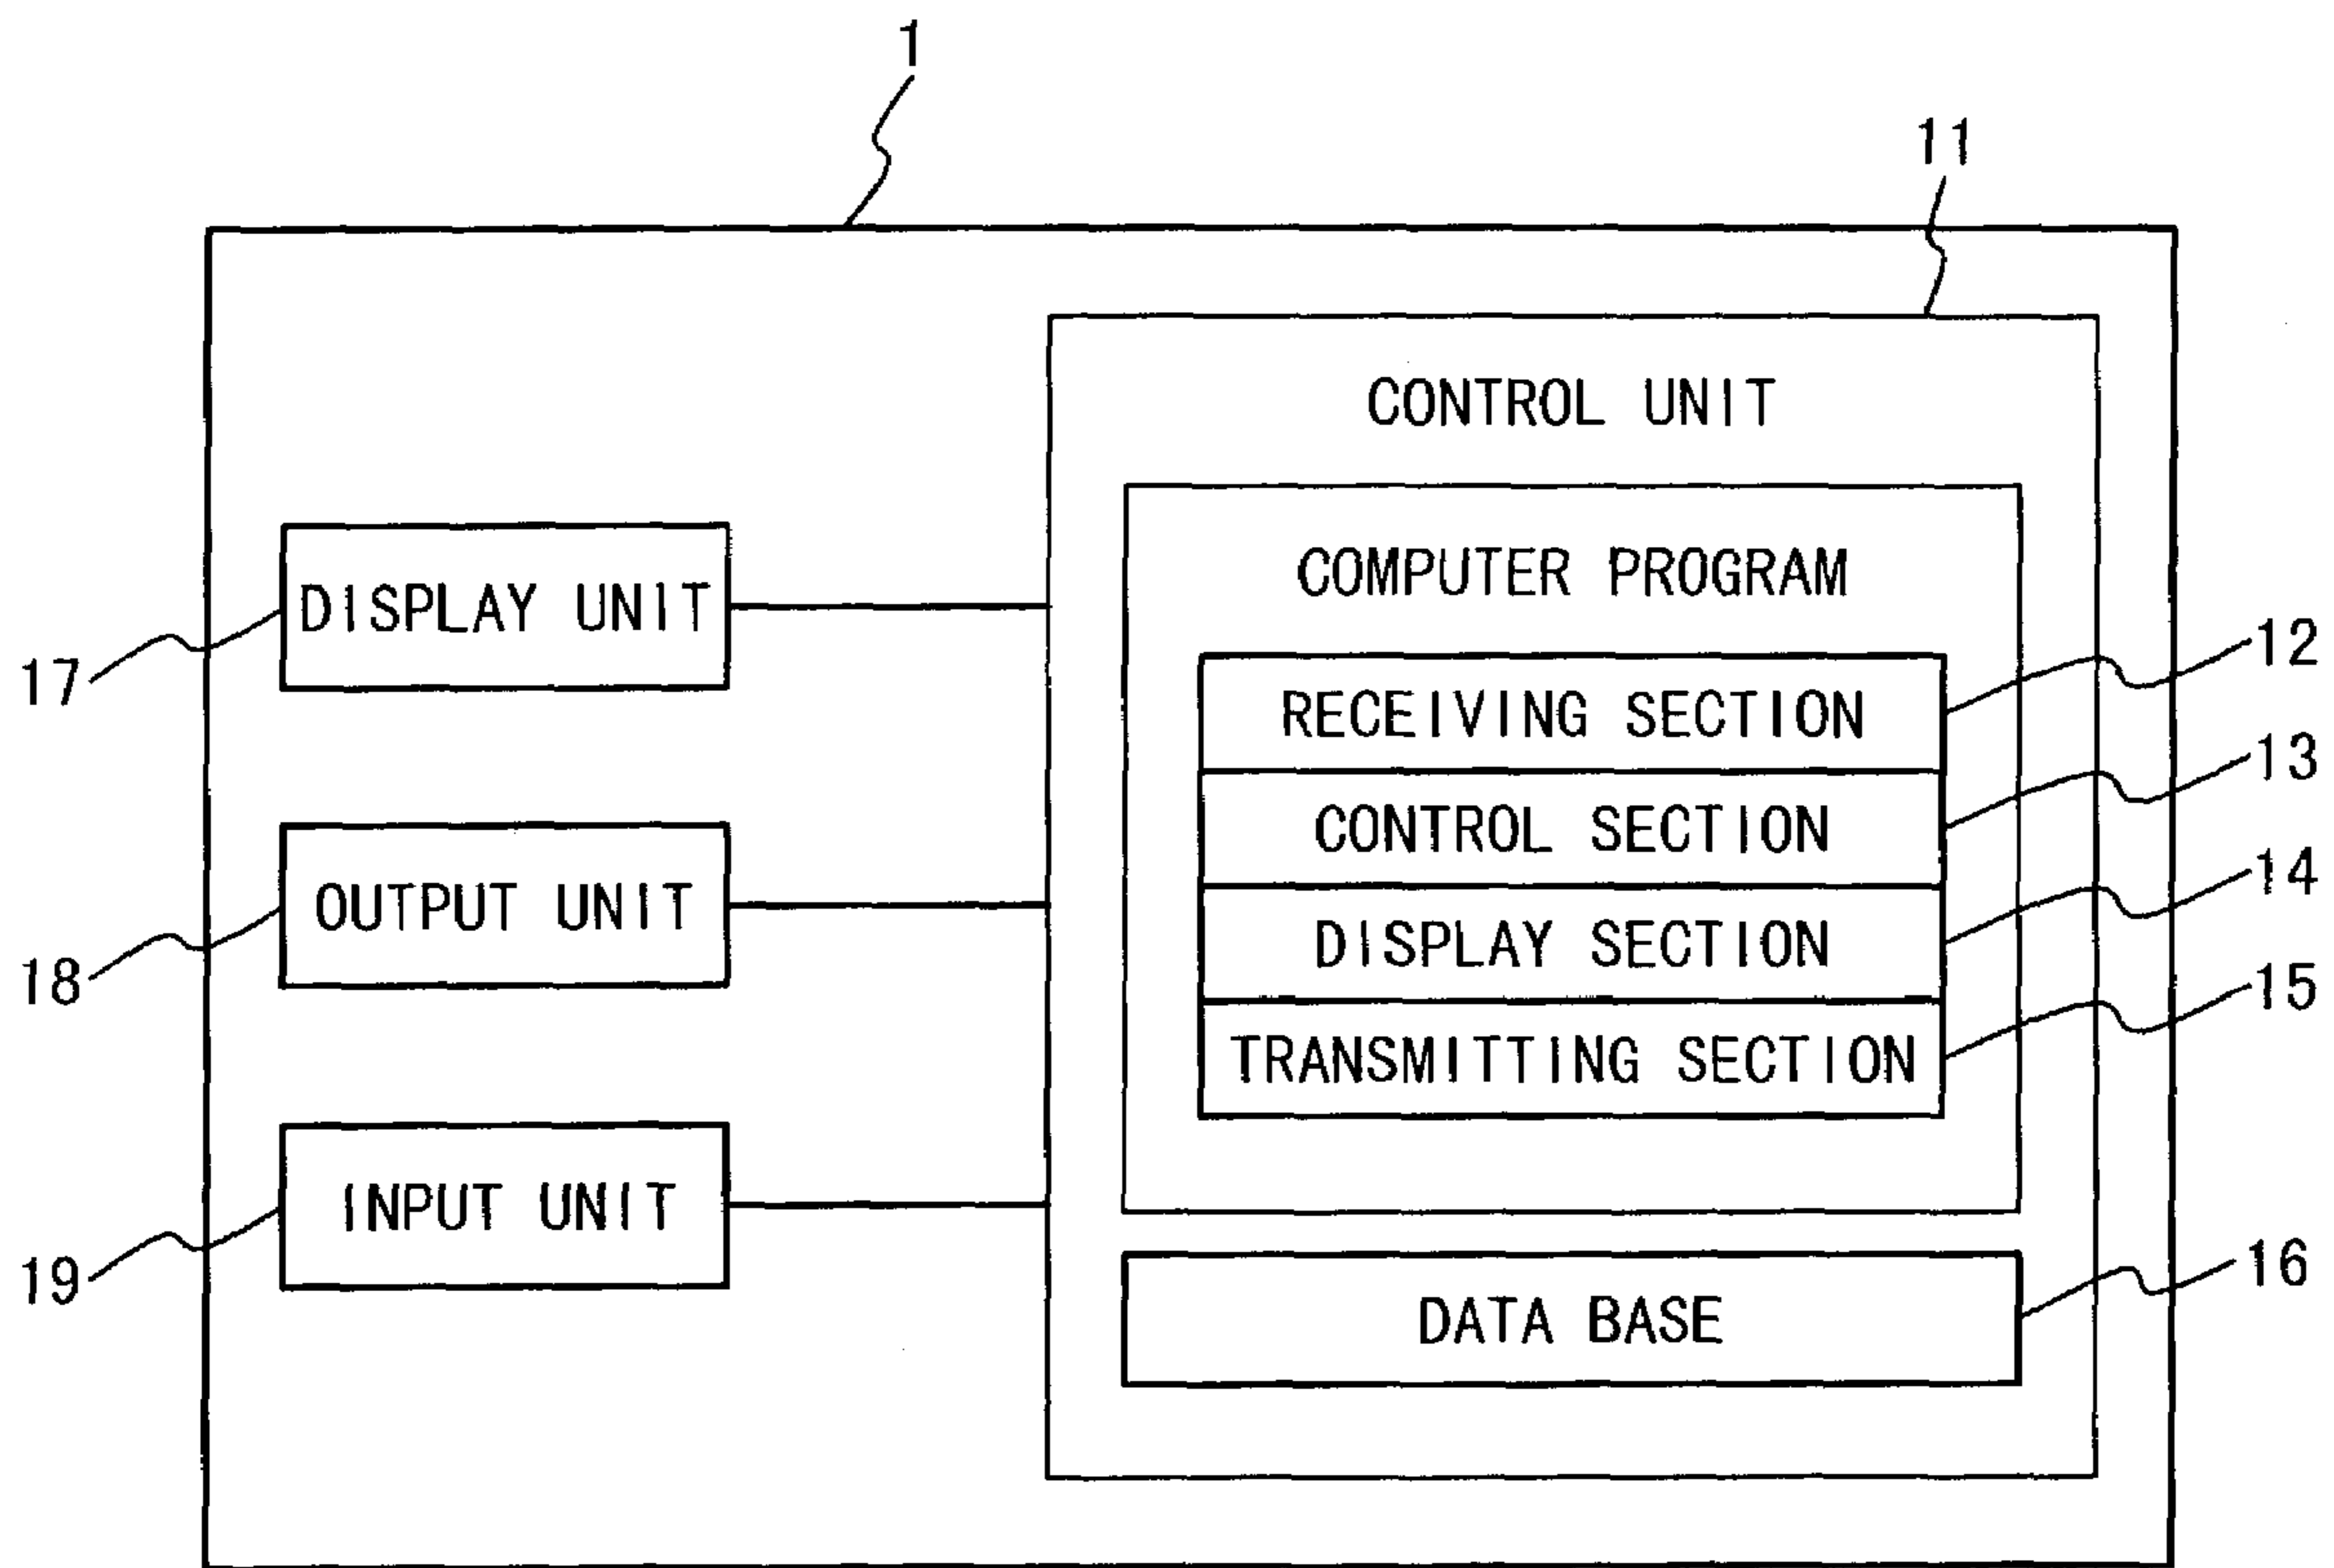 1
11
CONTROL UNIT
COMPUTER PROGRAM
DISPLAY UNIT
17
RECEIVING SECTION
12
CONTROL SECTION
13
OUTPUT UNIT
18
DISPLAY SECTION
14
TRANSMITTING SECTION
15
INPUT UNIT
19
DATA BASE
16